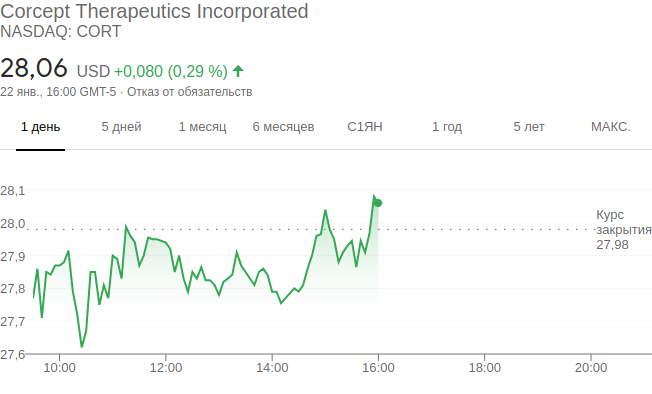 Corcept Therapeutics Incorporated
NASDAQ: CORT
28,06 USD +0,080 (0,29 %)
22 янв., 16:00 GMT-5 · Отказ от обязательств
1 день 5 дней 1 месяц 6 месяцев С1ЯН 1 год 5 лет МАКС.
28,1
28,0
27,9
27,8
27,7
27,6
Курс
закрытия
27,98
10:00 12:00 14:00 16:00 18:00 20:00